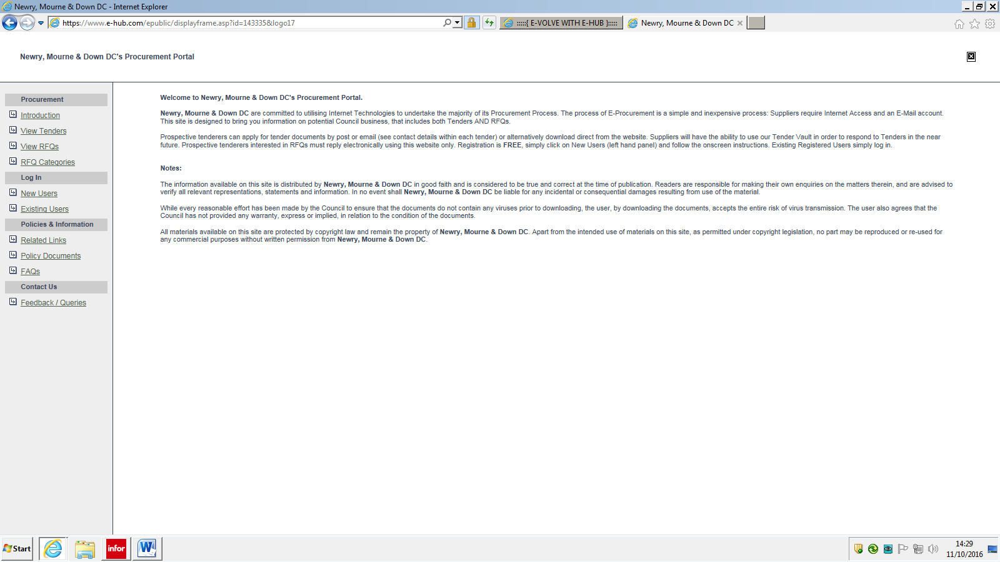 Newry, Mourne & Down DC - Internet Explorer
https://www.e-hub.com/epublic/displayframe.asp?id=143335&logo17
:::::{ E-VOLVE WITH E-HUB }:::::
Newry, Mourne & Down DC
Newry, Mourne & Down DC's Procurement Portal
Procurement
Introduction
View Tenders
View RFQs
RFQ Categories
Log In
New Users
Existing Users
Policies & Information
Related Links
Policy Documents
FAQs
Contact Us
Feedback / Queries
Welcome to Newry, Mourne & Down DC's Procurement Portal.
Newry, Mourne & Down DC are committed to utilising Internet Technologies to undertake the majority of its Procurement Process. The process of E-Procurement is a simple and inexpensive process: Suppliers require Internet Access and an E-Mail account.
This site is designed to bring you information on potential Council business, that includes both Tenders AND RFQs.
Prospective tenderers can apply for tender documents by post or email (see contact details within each tender) or alternatively download direct from the website. Suppliers will have the ability to use our Tender Vault in order to respond to Tenders in the near
future. Prospective tenderers interested in RFQs must reply electronically using this website only. Registration is FREE, simply click on New Users (left hand panel) and follow the onscreen instructions. Existing Registered Users simply log in.
Notes:
The information available on this site is distributed by Newry, Mourne & Down DC in good faith and is considered to be true and correct at the time of publication. Readers are responsible for making their own enquiries on the matters therein, and are advised to
verify all relevant representations, statements and information. In no event shall Newry, Mourne & Down DC be liable for any incidental or consequential damages resulting from use of the material.
While every reasonable effort has been made by the Council to ensure that the documents do not contain any viruses prior to downloading, the user, by downloading the documents, accepts the entire risk of virus transmission. The user also agrees that the
Council has not provided any warranty, express or implied, in relation to the condition of the documents.
All materials available on this site are protected by copyright law and remain the property of Newry, Mourne & Down DC. Apart from the intended use of materials on this site, as permitted under copyright legislation, no part may be reproduced or re-used for
any commercial purposes without written permission from Newry, Mourne & Down DC.
Start
infor
W
14:29
11/10/2016